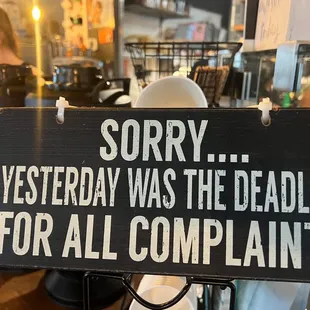 SORRY....
YESTERDAY WAS THE DEADL
FOR ALL COMPLAINT